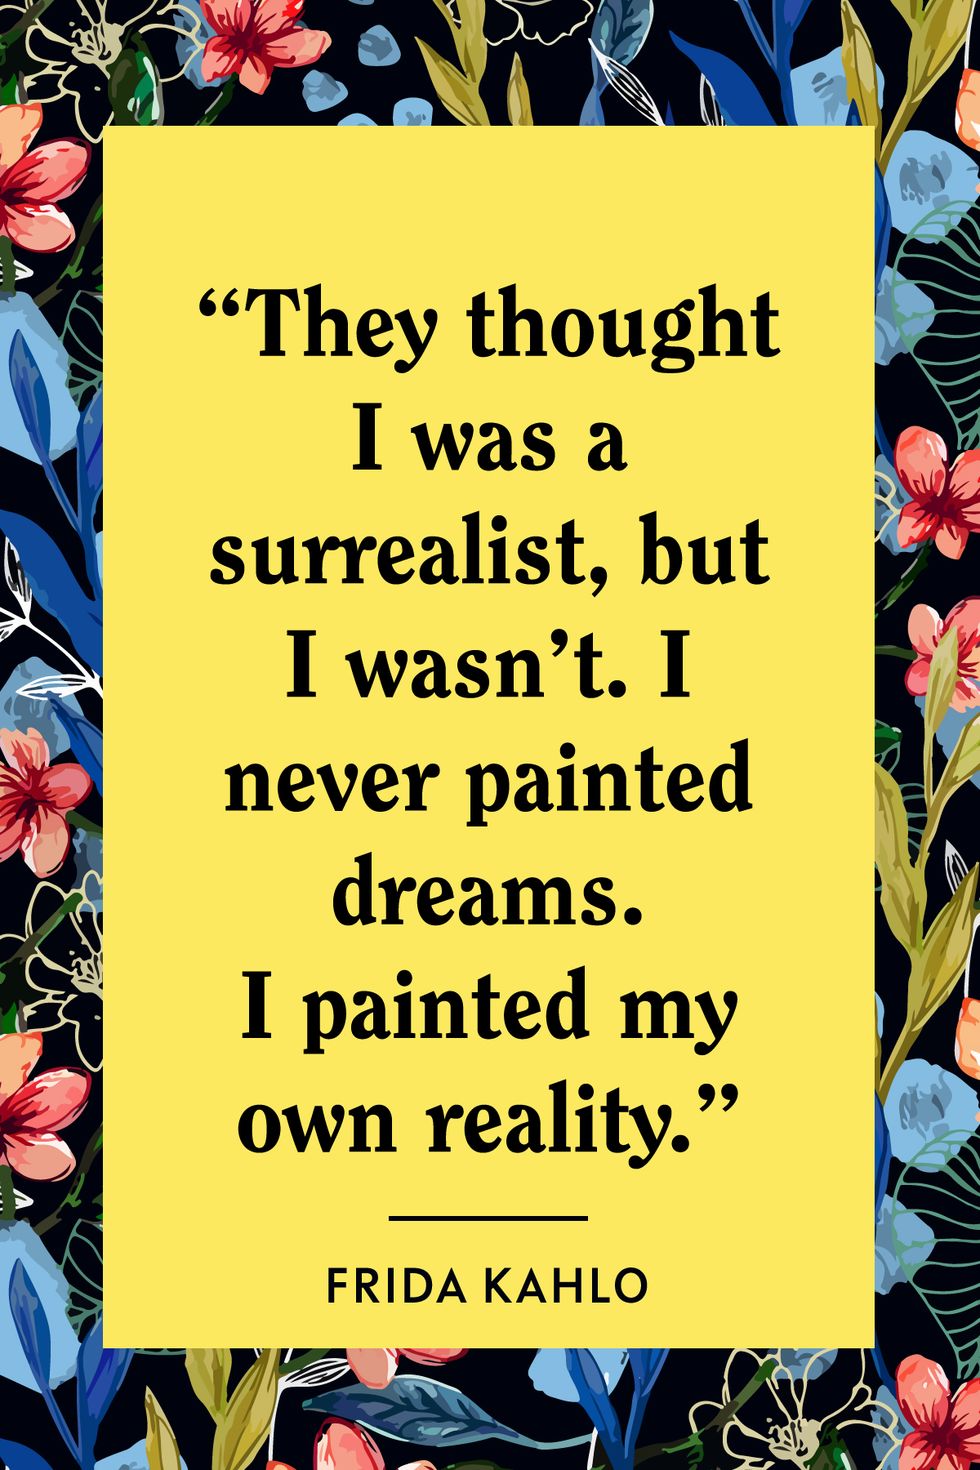 “They thought
I was a
surrealist, but
I wasn’t. I
never painted
dreams.
I painted my
own reality.”
FRIDA KAHLO